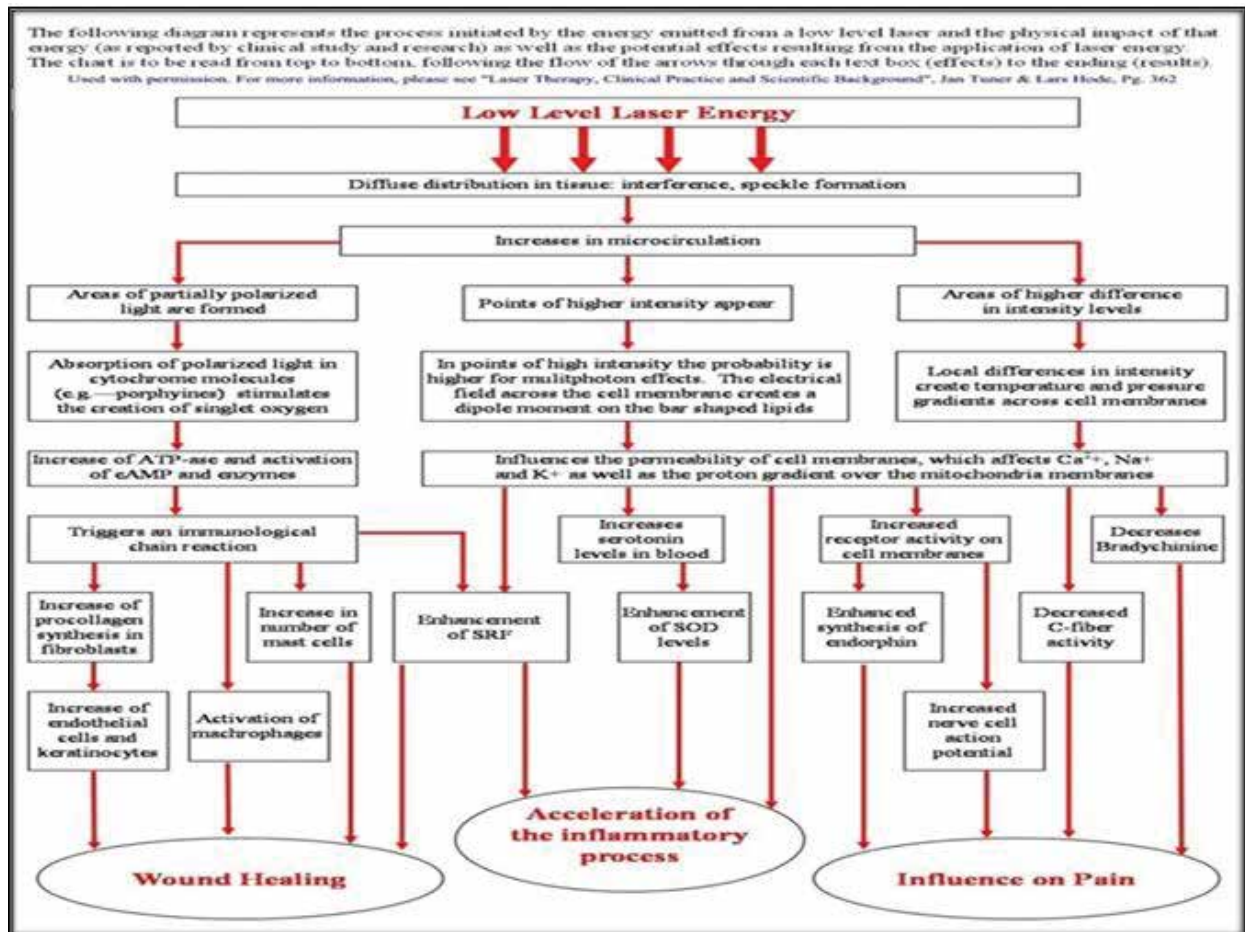 The following diagram represents the process initiated by the energy emitted from a low level laser and the physical impact of that
energy (as reported by clinical study and research) as well as the potential effects resulting from the application of laser energy.
The chart is to be read from top to bottom, following the flow of the arrows through each text box (effects) to the ending (results).
Used with permission. For more information, please see "Laser Therapy, Clinical Practice and Scientific Background", Jan Tuner & Lars Hode, Pg. 362
Low Level Laser Energy
Diffuse distribution in tissue: interference, speckle formation
Increases in microcirculation
Areas of partially polarized
light are formed
Points of higher intensity appear
Areas of higher difference
in intensity levels
Absorption of polarized light in
cytochrome molecules
(e.g.—porphyines) stimulates
the creation of singlet oxygen
In points of high intensity the probability is
higher for mulitphoton effects. The electrical
field across the cell membrane creates a
dipole moment on the bar shaped lipids
Local differences in intensity
create temperature and pressure
gradients across cell membranes
Increase of ATP-ase and activation
of cAMP and enzymes
Influences the permeability of cell membranes, which affects Ca²+, Na+
and K+ as well as the proton gradient over the mitochondria membranes
Triggers an immunological
chain reaction
Increases
serotonin
levels in blood
Increased
receptor activity on
cell membranes
Decreases
Bradychinine
Increase of
procollagen
synthesis in
fibroblasts
Increase in
number of
mast cells
Enhancement
of SRF
Enhancement
of SOD
levels
Enhanced
synthesis of
endorphin
Decreased
C-fiber
activity
Increase of
endothelial
cells and
keratinocytes
Activation of
machrophages
Increased
nerve cell
action
potential
Wound Healing
Acceleration of
the inflammatory
process
Influence on Pain